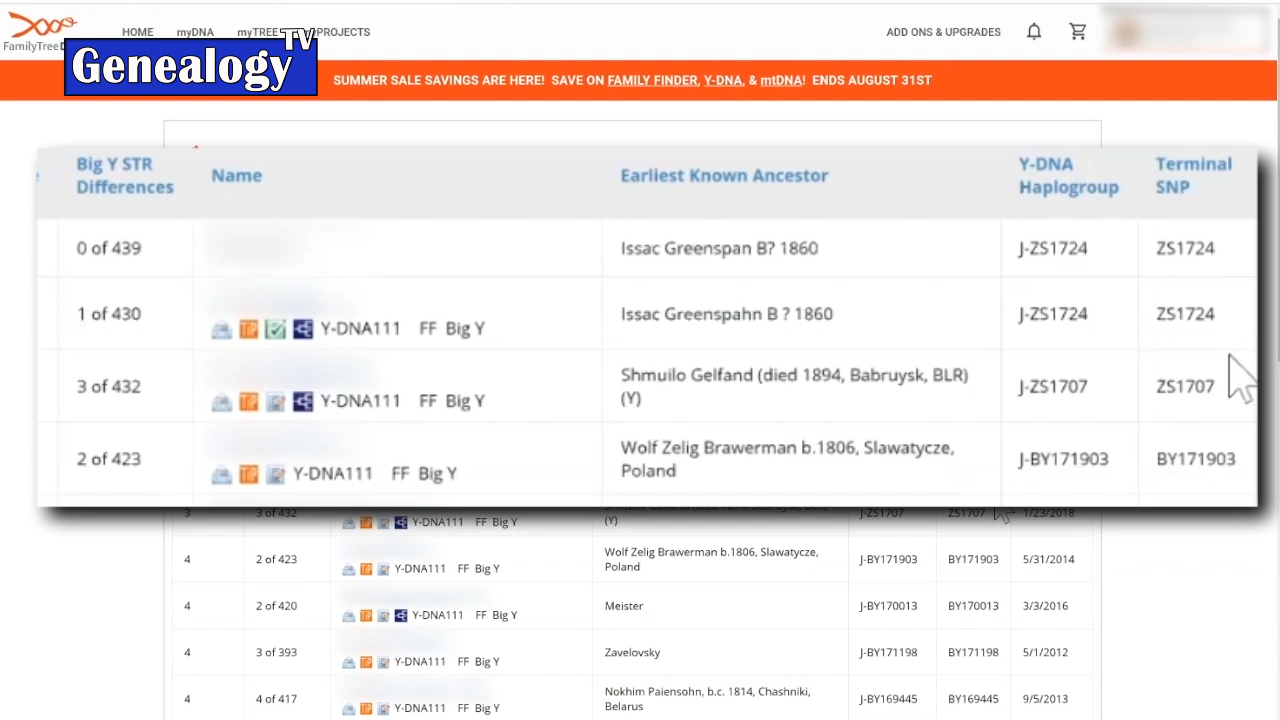 HOME myDNA myTREE PROJECTS ADD ONS & UPGRADES
FamilyTree
Genealogy TV
SUMMER SALE SAVINGS ARE HERE! SAVE ON FAMILY FINDER, Y-DNA, & mtDNA! ENDS AUGUST 31ST
Big Y STR Differences Name Earliest Known Ancestor Y-DNA Haplogroup Terminal SNP
0 of 439 Issac Greenspan B? 1860 J-ZS1724 ZS1724
1 of 430 Y-DNA111 FF Big Y Issac Greenspahn B ? 1860 J-ZS1724 ZS1724
3 of 432 Y-DNA111 FF Big Y Shmuilo Gelfand (died 1894, Babruysk, BLR) (Y) J-ZS1707 ZS1707
2 of 423 Y-DNA111 FF Big Y Wolf Zelig Brawerman b.1806, Slawatycze, Poland J-BY171903 BY171903
3 3 of 432 Y-DNA111 FF Big Y (Y) J-ZS1707 ZS1707 1/23/2018
4 2 of 423 Y-DNA111 FF Big Y Wolf Zelig Brawerman b.1806, Slawatycze, Poland J-BY171903 BY171903 5/31/2014
4 2 of 420 Y-DNA111 FF Big Y Meister J-BY170013 BY170013 3/3/2016
4 3 of 393 Y-DNA111 FF Big Y Zavelovsky J-BY171198 BY171198 5/1/2012
4 4 of 417 Y-DNA111 FF Big Y Nokhim Paiensohn, b.c. 1814, Chashniki, Belarus J-BY169445 BY169445 9/5/2013